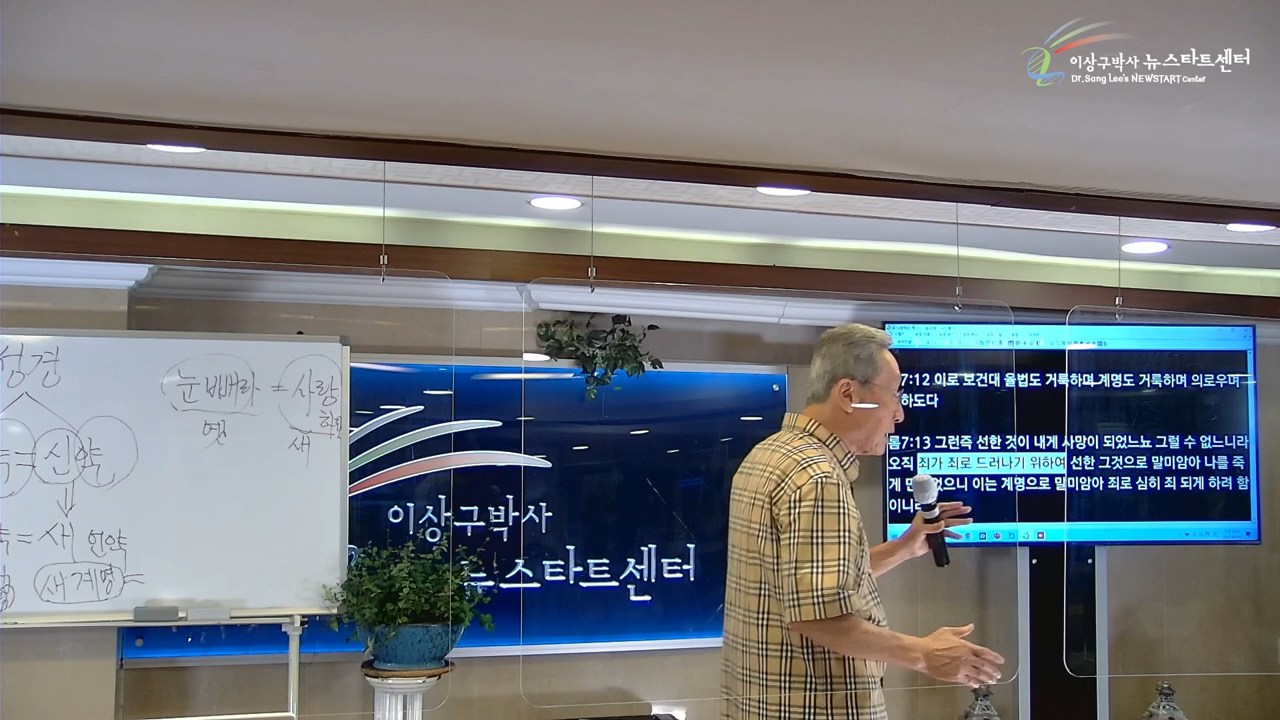 이상구박사 뉴스타트센터
Dr. Sang Lee's NEWSTART Center
성경
눈 빼라 = 사랑
옛
새
신약
= 새 언약
새계명 =
이상구박사
뉴스타트센터
7:12 이로 보건대 율법도 거룩하며 계명도 거룩하며 의로우며
하도다
롬7:13 그런즉 선한 것이 내게 사망이 되었느뇨 그럴 수 없느니라
오직 죄가 죄로 드러나기 위하여 선한 그것으로 말미암아 나를 죽
게 었으니 이는 계명으로 말미암아 죄로 심히 죄 되게 하려 함
이니라